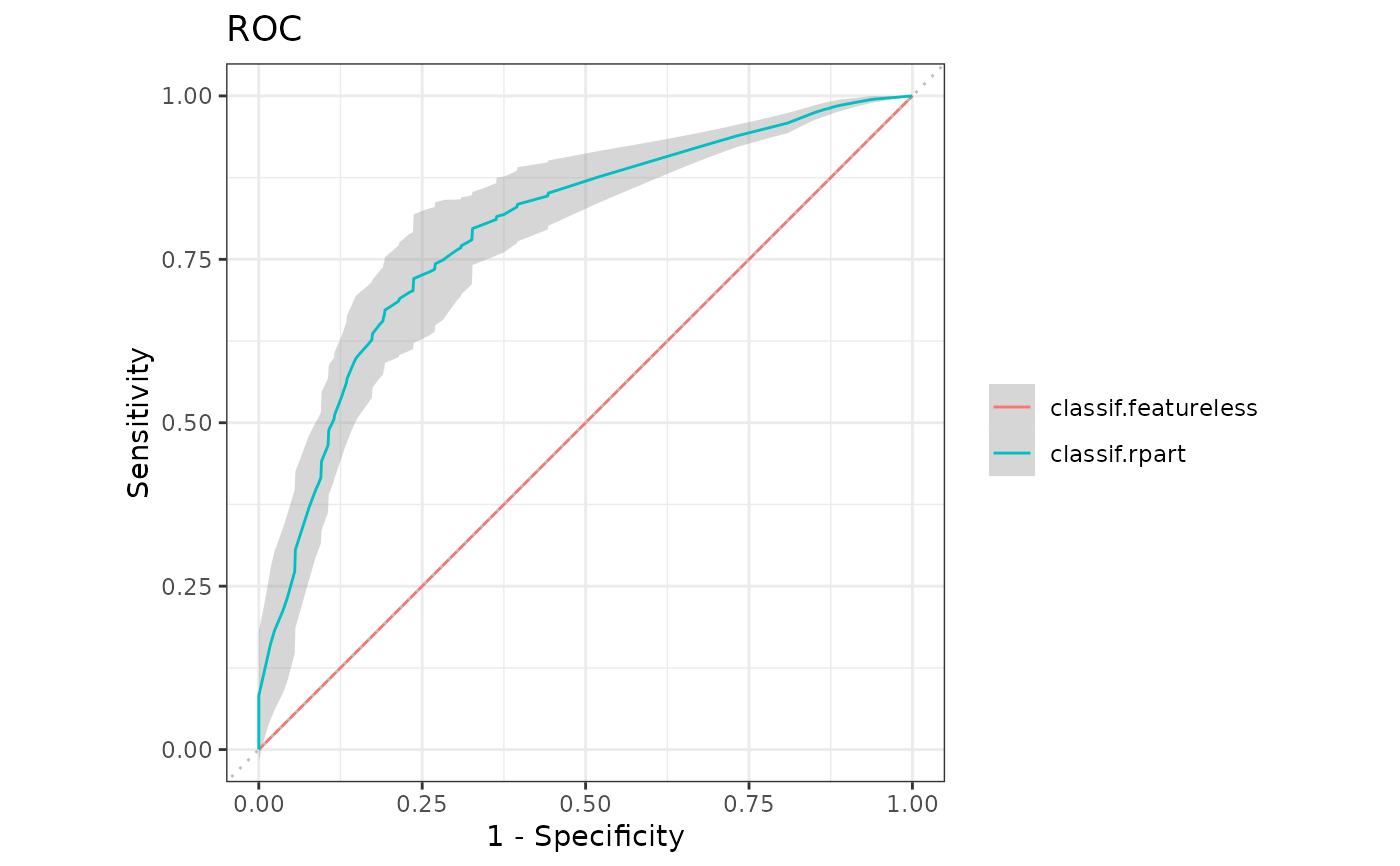 ROC
1.00
0.75
0.50
0.25
0.00
Sensitivity
0.00 0.25 0.50 0.75 1.00
1 - Specificity
classif.featureless
classif.rpart